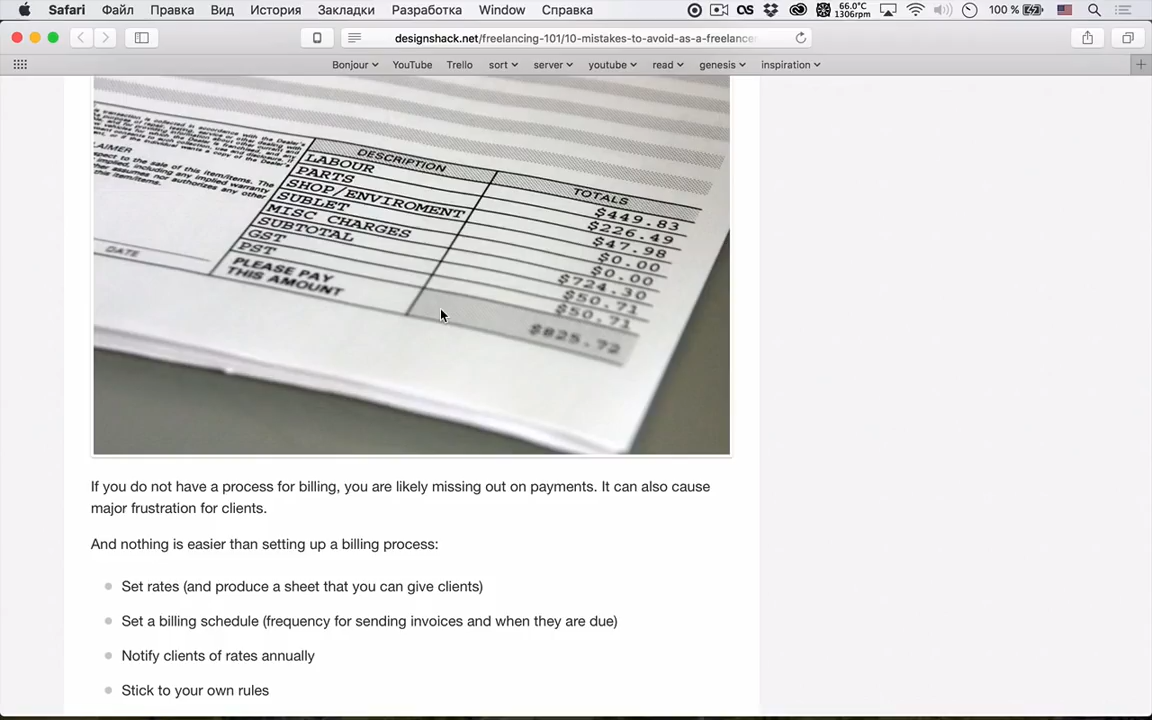 Safari Файл Правка Вид История Закладки Разработка Window Справка 66.0°C 1306rpm 100 %
designshack.net/freelancing-101/10-mistakes-to-avoid-as-a-freelance
Bonjour YouTube Trello sort server youtube read genesis inspiration
DESCRIPTION TOTALS
LABOUR $449.83
PARTS $226.49
SHOP/ENVIROMENT $47.98
SUBLET $0.00
MISC CHARGES $0.00
SUBTOTAL $724.30
GST $50.71
PST $50.71
PLEASE PAY
THIS AMOUNT $825.72
DATE
If you do not have a process for billing, you are likely missing out on payments. It can also cause
major frustration for clients.
And nothing is easier than setting up a billing process:
Set rates (and produce a sheet that you can give clients)
Set a billing schedule (frequency for sending invoices and when they are due)
Notify clients of rates annually
Stick to your own rules